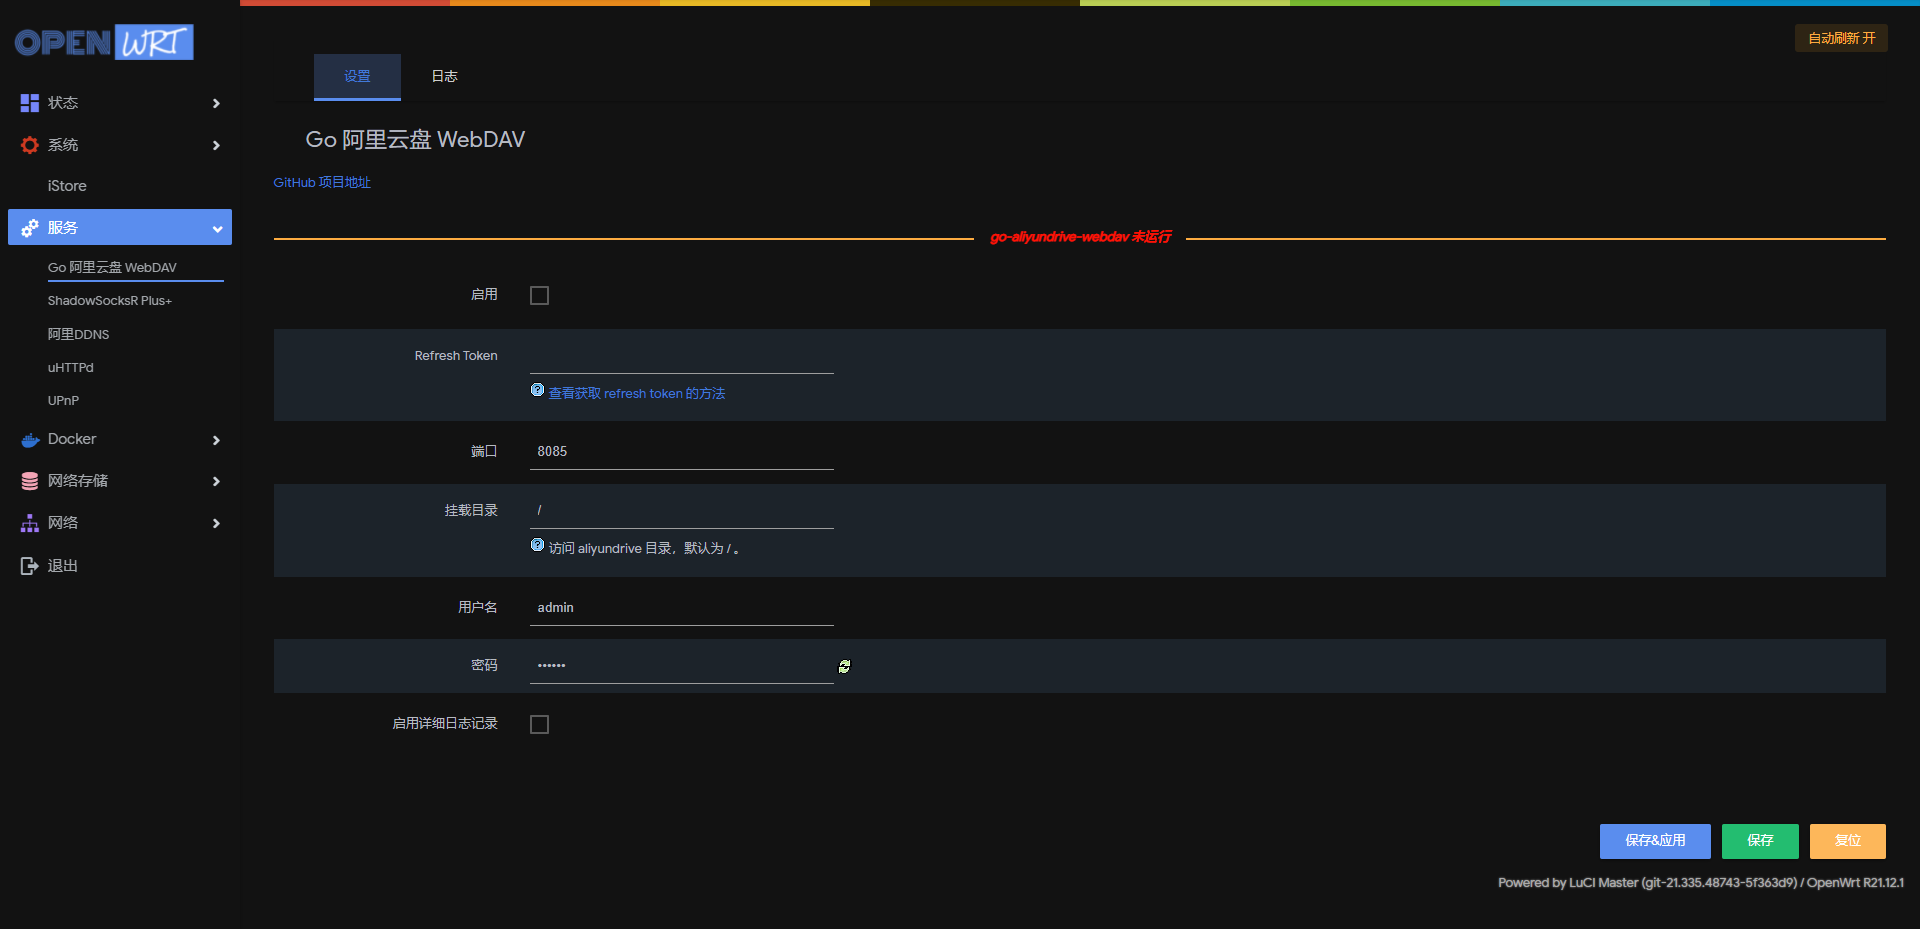 OPENWRT
自动刷新 开
状态
系统
iStore
服务
Go 阿里云盘 WebDAV
ShadowSocksR Plus+
阿里DDNS
uHTTPd
UPnP
Docker
网络存储
网络
退出
设置
日志
Go 阿里云盘 WebDAV
GitHub 项目地址
go-aliyundrive-webdav 未运行
启用
Refresh Token
查看获取 refresh token 的方法
端口
8085
挂载目录
/
访问 aliyundrive 目录，默认为 / 。
用户名
admin
密码
••••••
启用详细日志记录
保存&应用
保存
复位
Powered by LuCI Master (git-21.335.48743-5f363d9) / OpenWrt R21.12.1